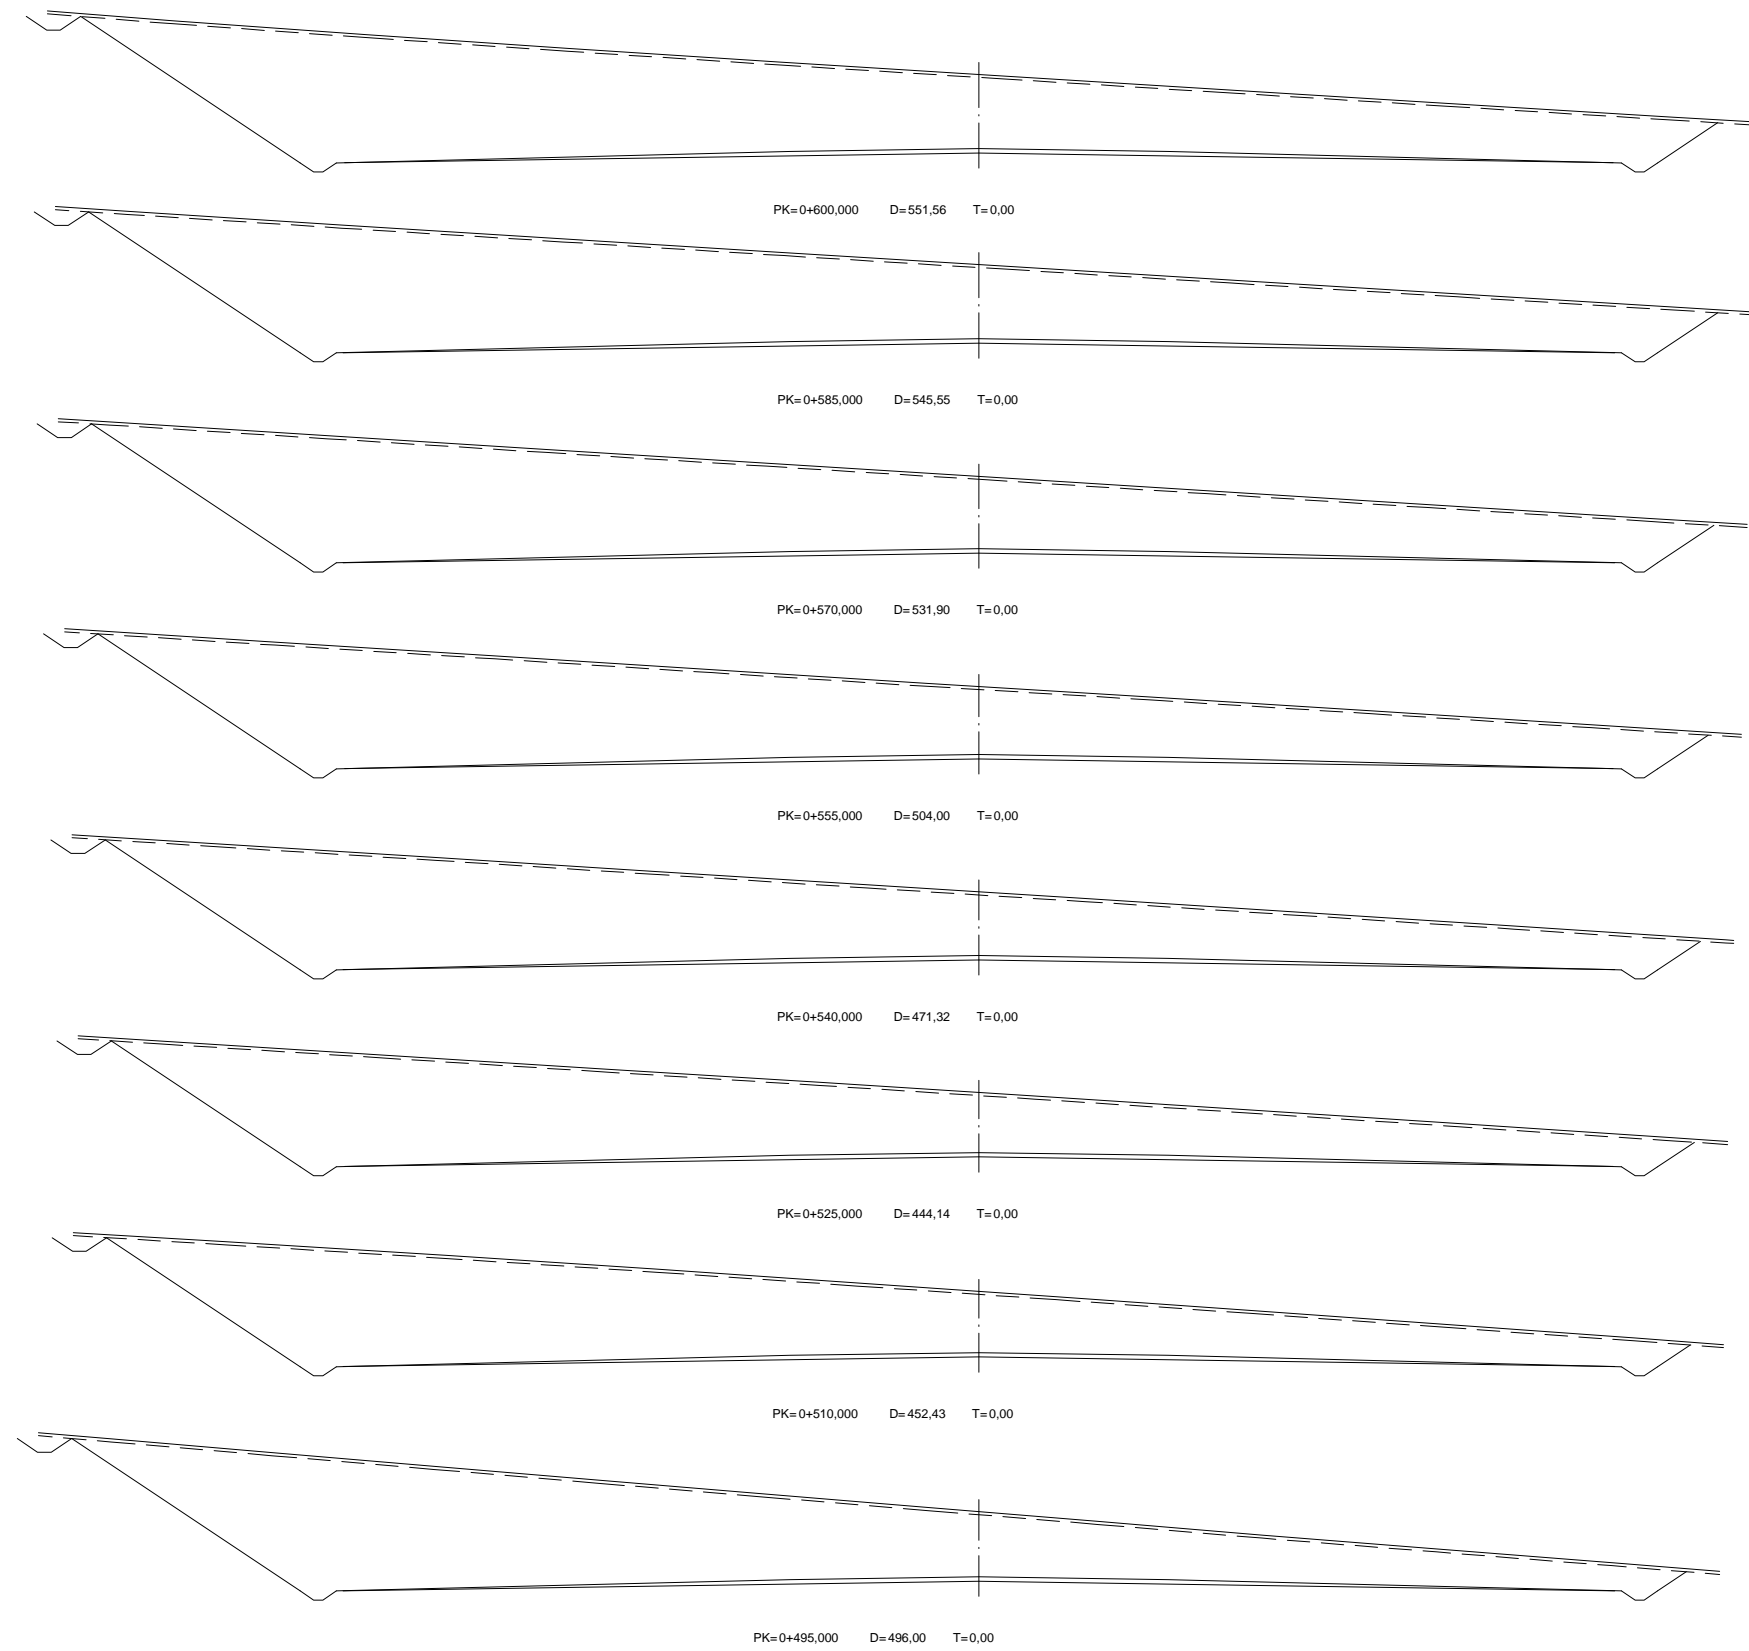 PK=0+600,000 D=551,56 T=0,00
PK=0+585,000 D=545,55 T=0,00
PK=0+570,000 D=531,90 T=0,00
PK=0+555,000 D=504,00 T=0,00
PK=0+540,000 D=471,32 T=0,00
PK=0+525,000 D=444,14 T=0,00
PK=0+510,000 D=452,43 T=0,00
PK=0+495,000 D=496,00 T=0,00